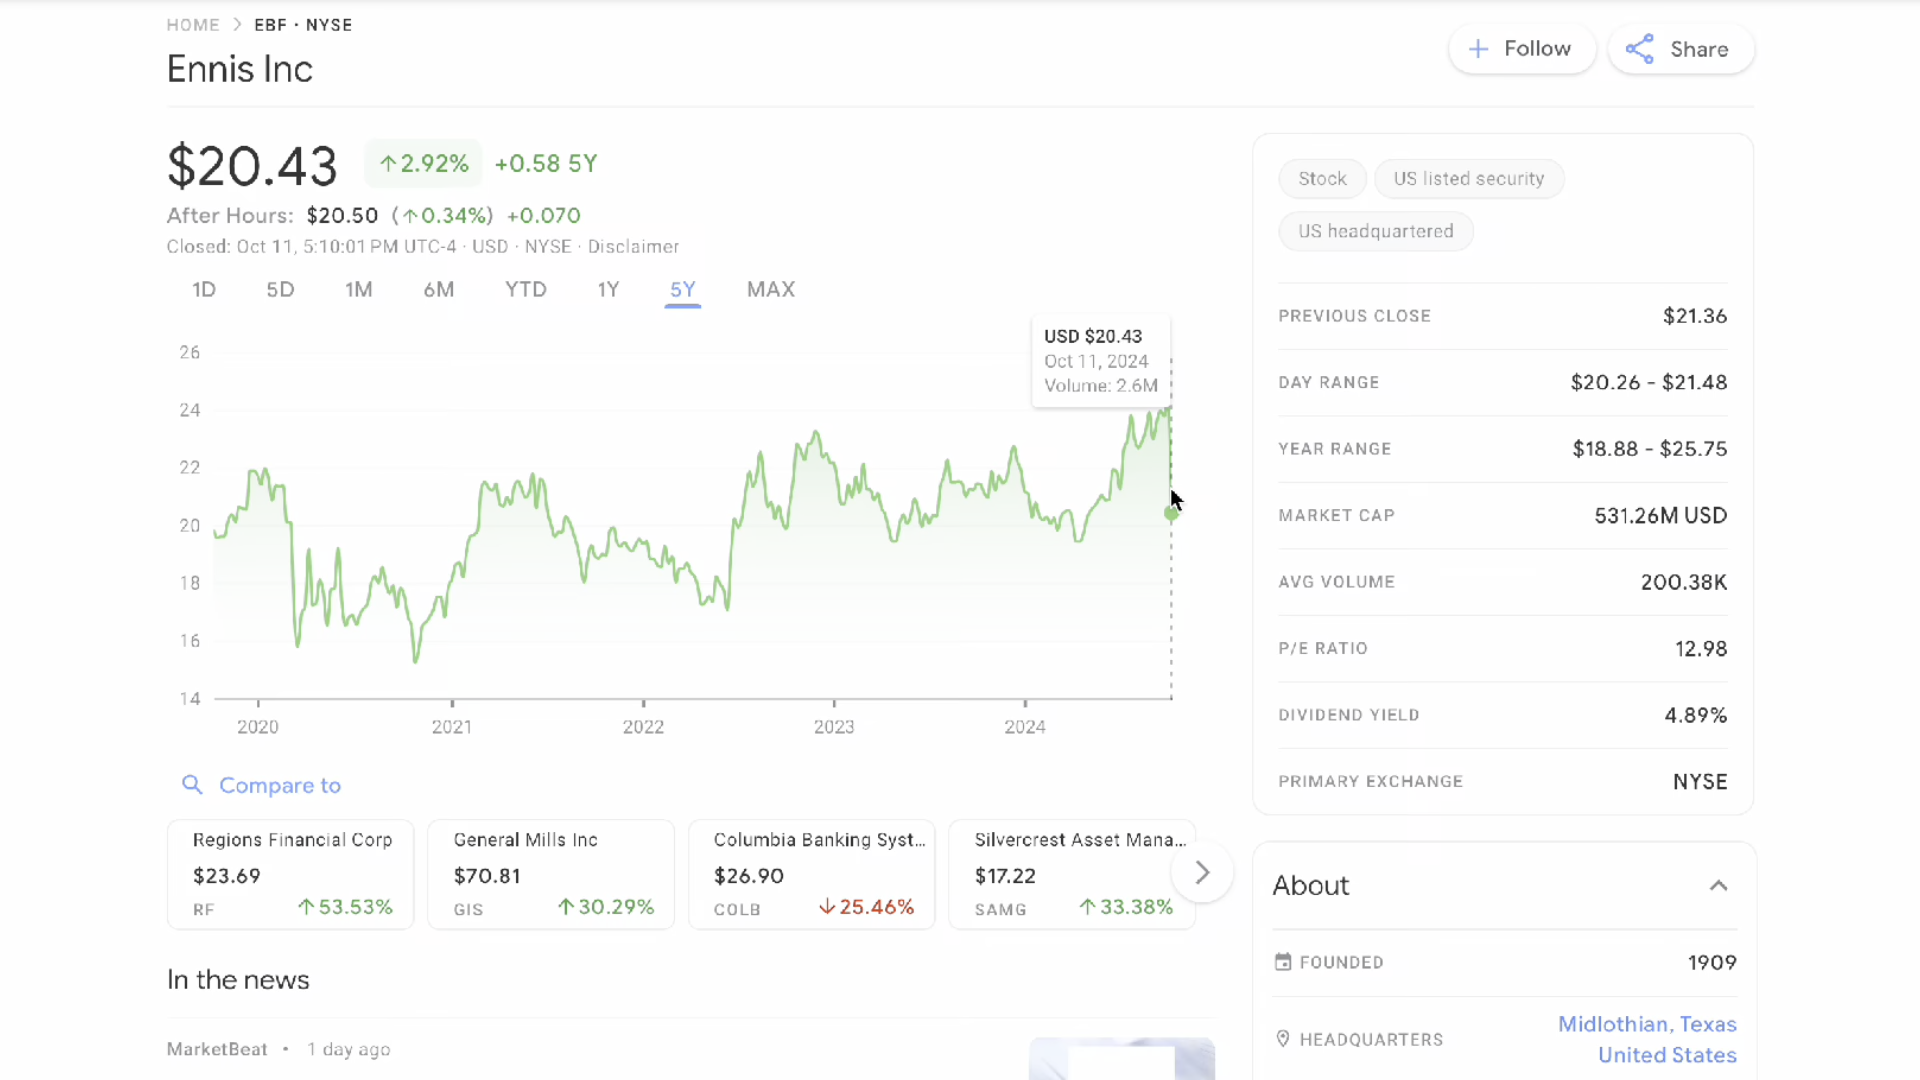 HOME > EBF • NYSE
Ennis Inc
+ Follow
Share
$20.43 ↑2.92% +0.58 5Y
After Hours: $20.50 (↑0.34%) +0.070
Closed: Oct 11, 5:10:01 PM UTC-4 · USD · NYSE · Disclaimer
1D 5D 1M 6M YTD 1Y 5Y MAX
USD $20.43
Oct 11, 2024
Volume: 2.6M
26
24
22
20
18
16
14
2020 2021 2022 2023 2024
Compare to
Regions Financial Corp
$23.69
RF ↑53.53%
General Mills Inc
$70.81
GIS ↑30.29%
Columbia Banking Syst...
$26.90
COLB ↓25.46%
Silvercrest Asset Mana...
$17.22
SAMG ↑33.38%
In the news
MarketBeat • 1 day ago
Stock US listed security
US headquartered
PREVIOUS CLOSE $21.36
DAY RANGE $20.26 - $21.48
YEAR RANGE $18.88 - $25.75
MARKET CAP 531.26M USD
AVG VOLUME 200.38K
P/E RATIO 12.98
DIVIDEND YIELD 4.89%
PRIMARY EXCHANGE NYSE
About
FOUNDED 1909
HEADQUARTERS Midlothian, Texas
United States